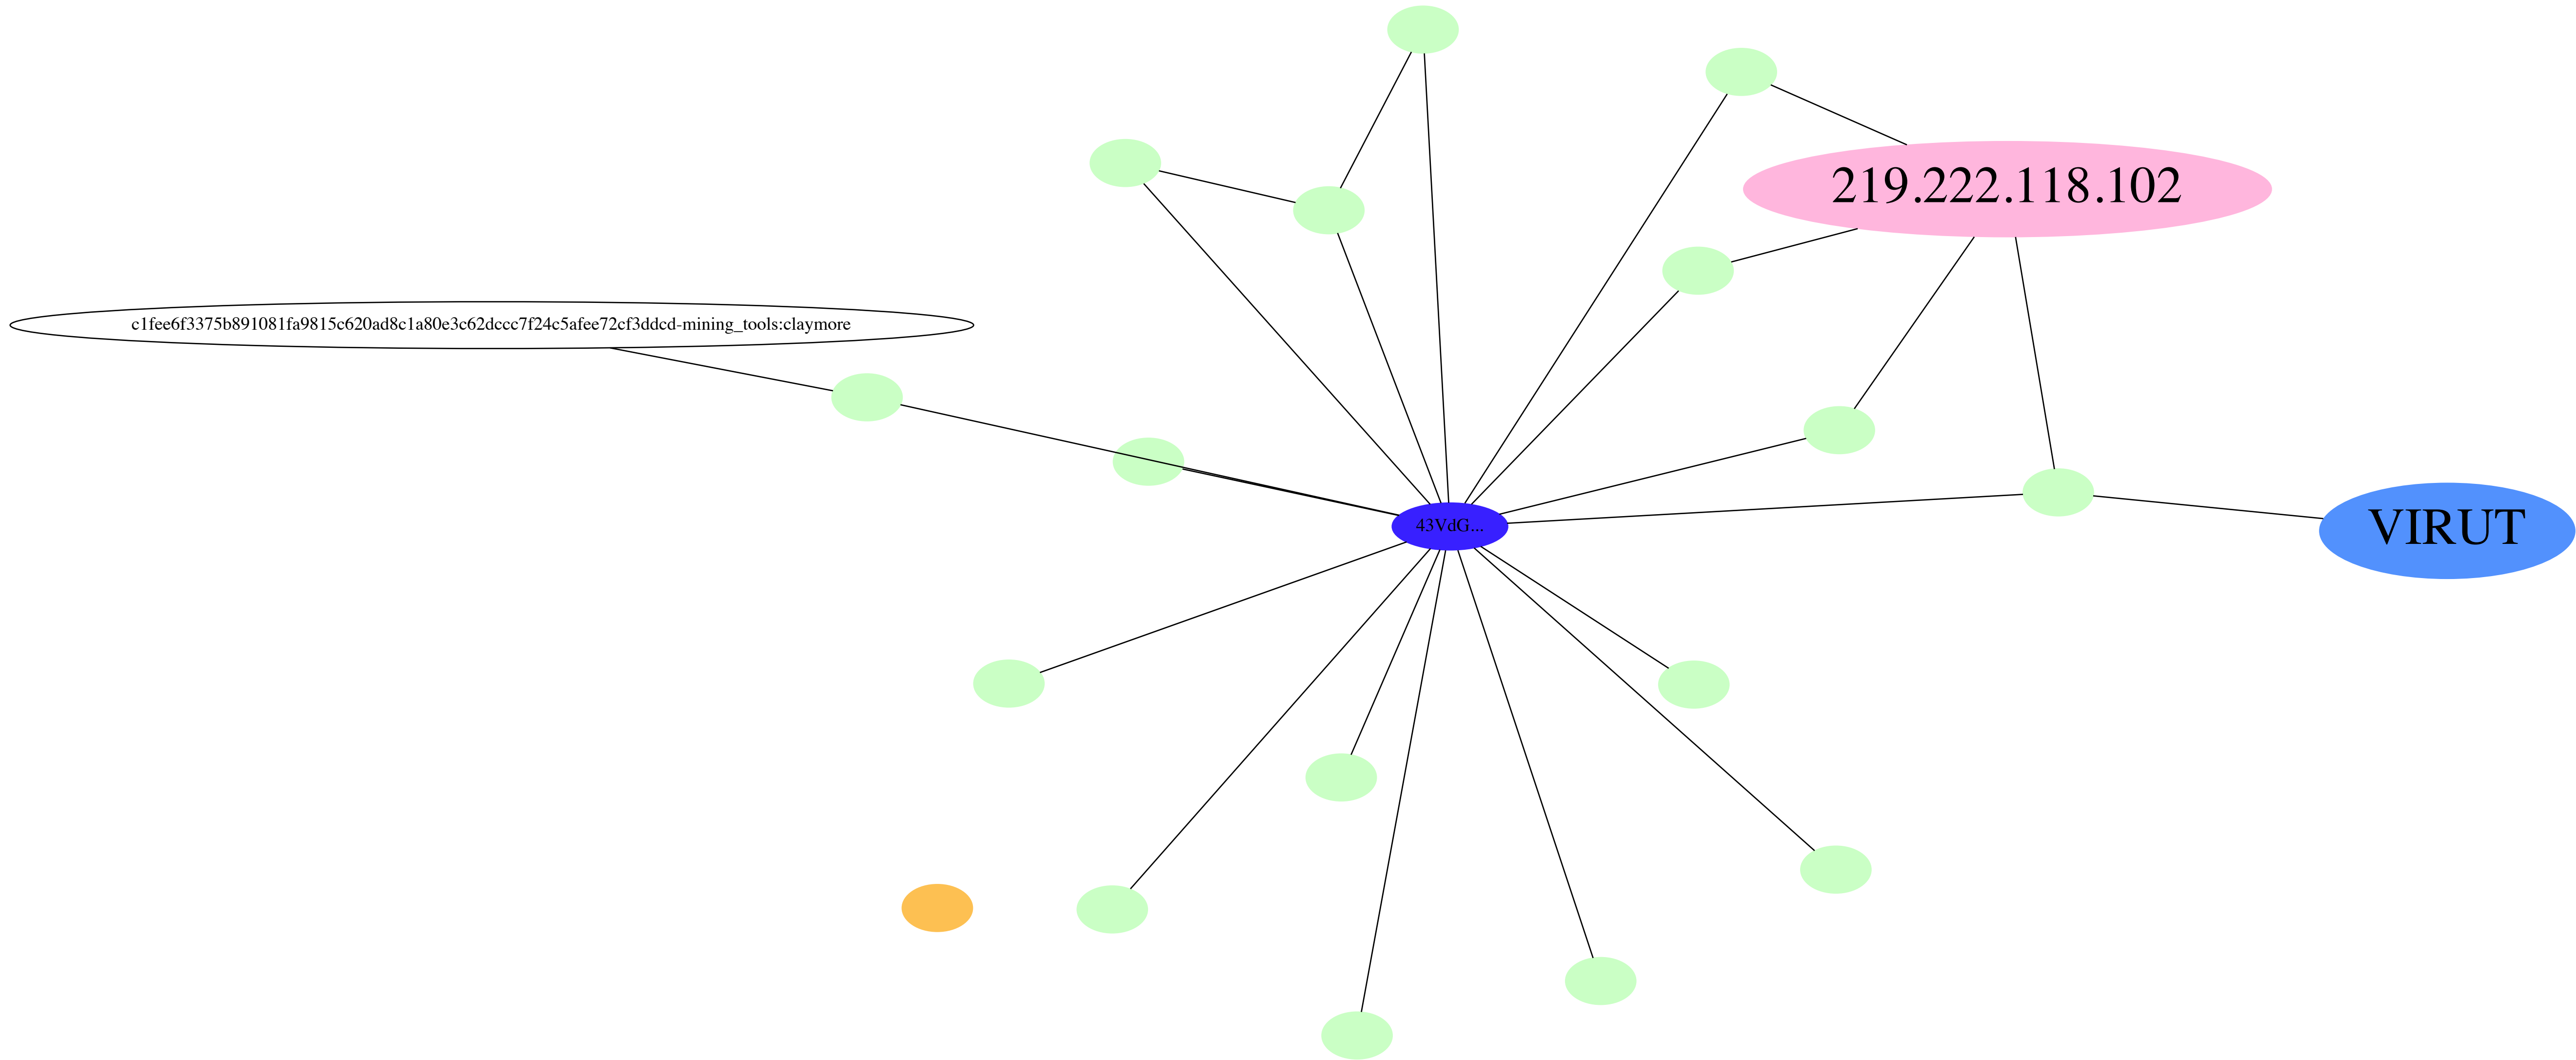 219.222.118.102
c1fee6f3375b891081fa9815c620ad8c1a80e3c62dccc7f24c5afee72cf3ddcd-mining_tools:claymore
43VdG...
VIRUT